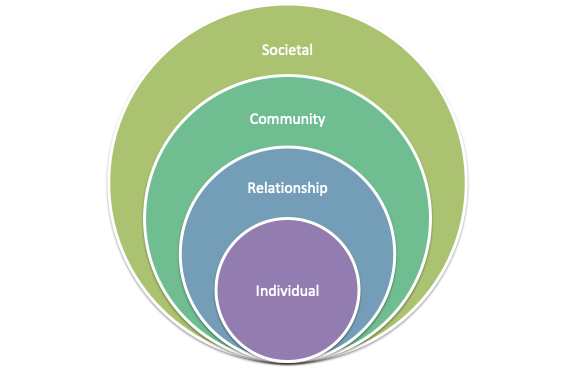 Societal
Community
Relationship
Individual